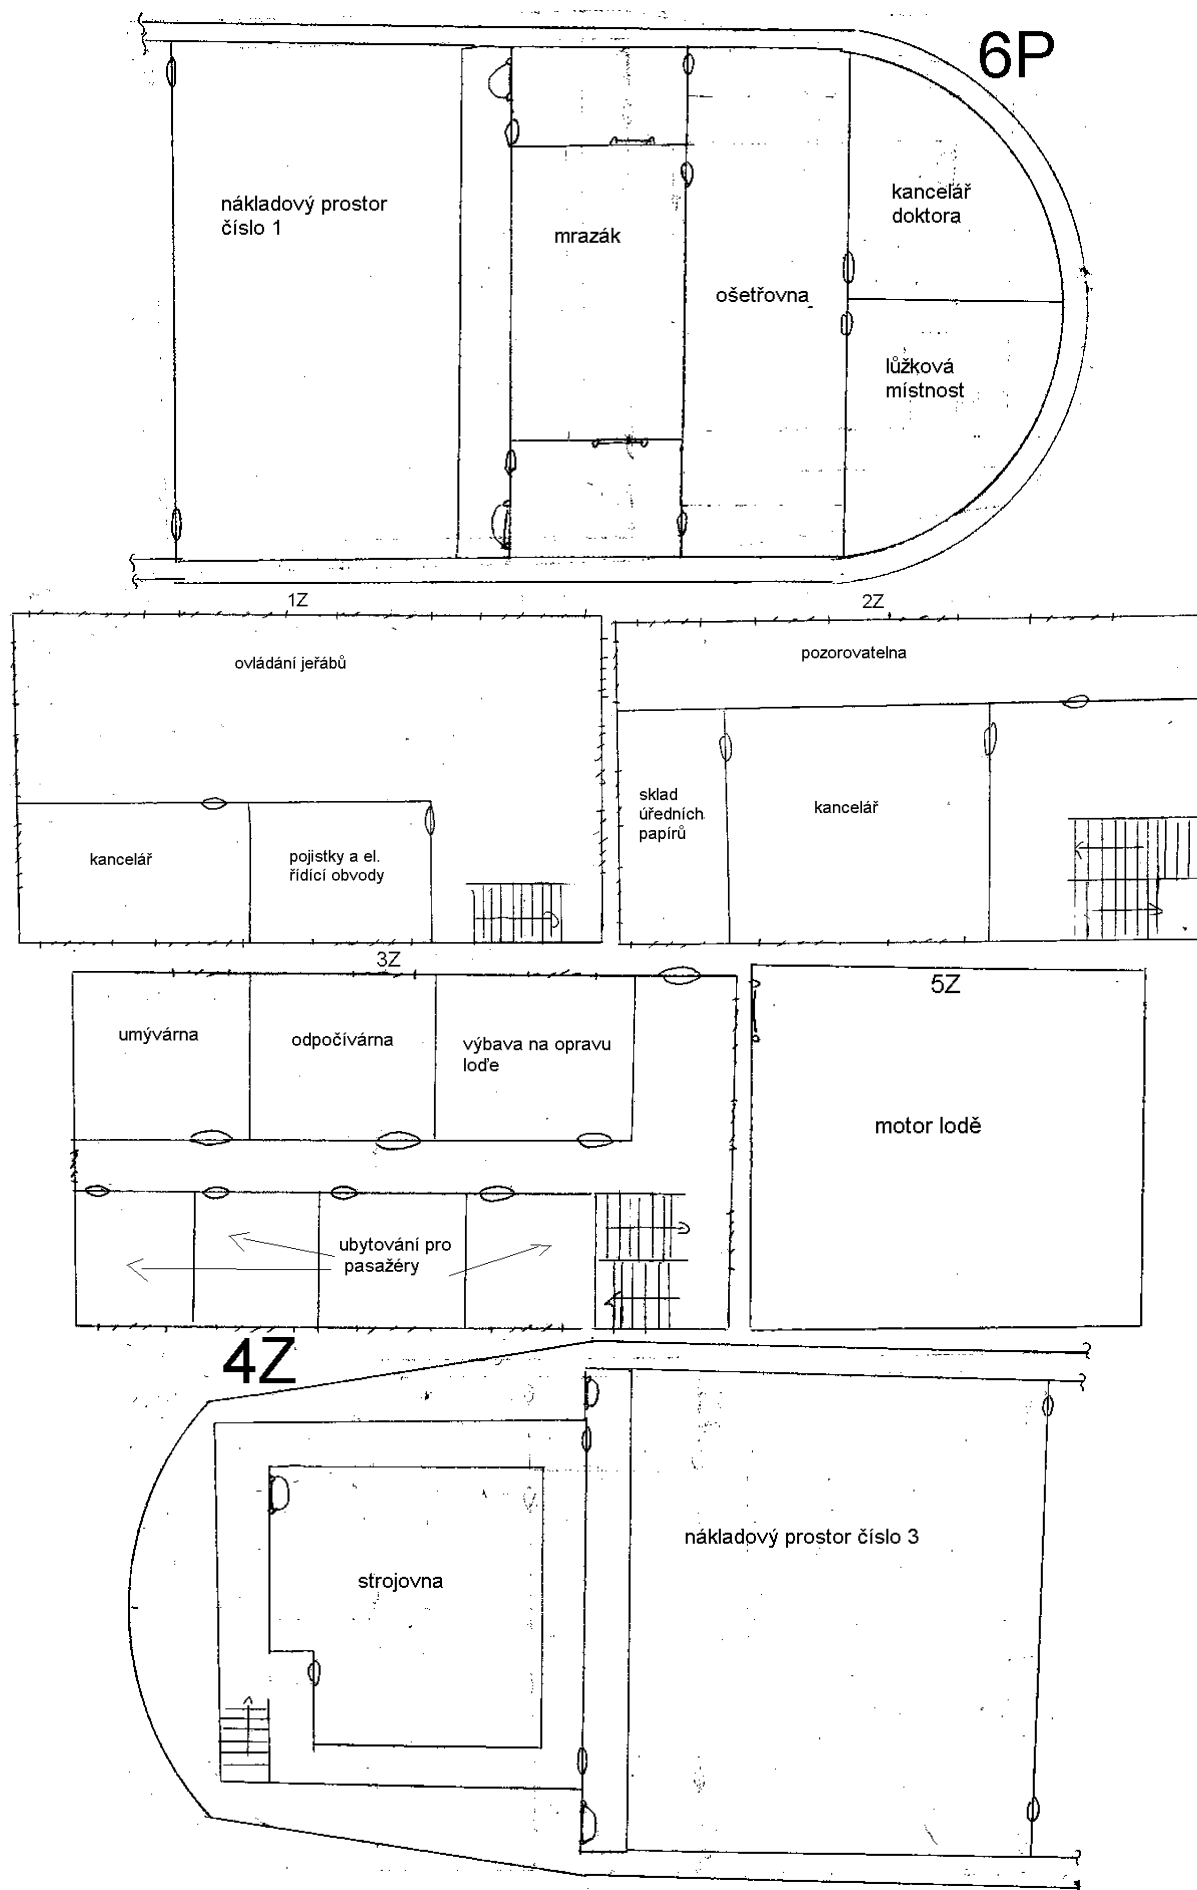 6P
nákladový prostor
číslo 1
mrazák
ošetřovna
kancelář
doktora
lůžková
místnost
1Z
ovládání jeřábů
kancelář
pojistky a el.
řídící obvody
2Z
pozorovatelna
sklad
úředních
papírů
kancelář
3Z
umývárna
odpočívárna
výbava na opravu
loďe
ubytování pro
pasažéry
5Z
motor lodě
4Z
strojovna
nákladový prostor číslo 3